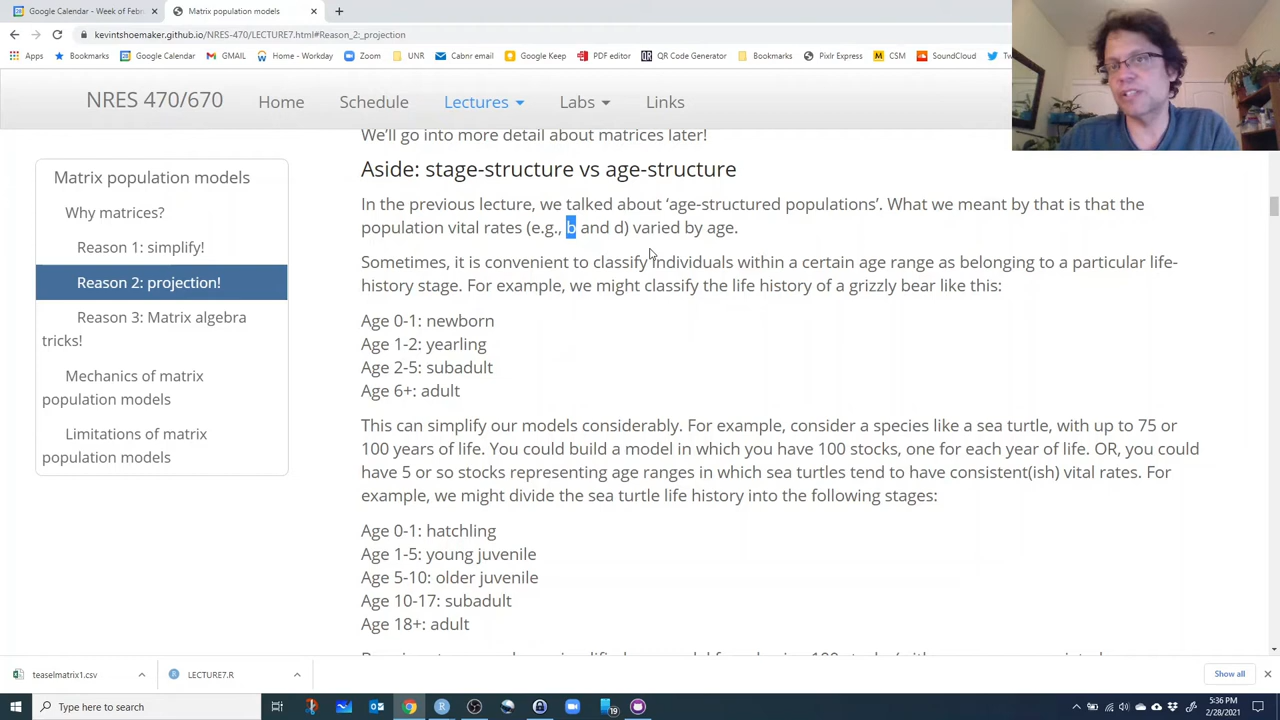 Google Calendar - Week of Februa
Matrix population models
kevintshoemaker.github.io/NRES-470/LECTURE7.html#Reason_2:_projection
Apps
Bookmarks
Google Calendar
GMAIL
Home - Workday
Zoom
UNR
Cabnr email
Google Keep
PDF editor
QR Code Generator
Bookmarks
Pixlr Express
CSM
SoundCloud
Tw
NRES 470/670
Home
Schedule
Lectures
Labs
Links
We'll go into more detail about matrices later!
Matrix population models
Why matrices?
Reason 1: simplify!
Reason 2: projection!
Reason 3: Matrix algebra
tricks!
Mechanics of matrix
population models
Limitations of matrix
population models
Aside: stage-structure vs age-structure
In the previous lecture, we talked about ‘age-structured populations’. What we meant by that is that the
population vital rates (e.g., b and d) varied by age.
Sometimes, it is convenient to classify individuals within a certain age range as belonging to a particular life-
history stage. For example, we might classify the life history of a grizzly bear like this:
Age 0-1: newborn
Age 1-2: yearling
Age 2-5: subadult
Age 6+: adult
This can simplify our models considerably. For example, consider a species like a sea turtle, with up to 75 or
100 years of life. You could build a model in which you have 100 stocks, one for each year of life. OR, you could
have 5 or so stocks representing age ranges in which sea turtles tend to have consistent(ish) vital rates. For
example, we might divide the sea turtle life history into the following stages:
Age 0-1: hatchling
Age 1-5: young juvenile
Age 5-10: older juvenile
Age 10-17: subadult
Age 18+: adult
teaselmatrix1.csv
LECTURE7.R
Show all
Type here to search
19
5:36 PM
2/28/2021